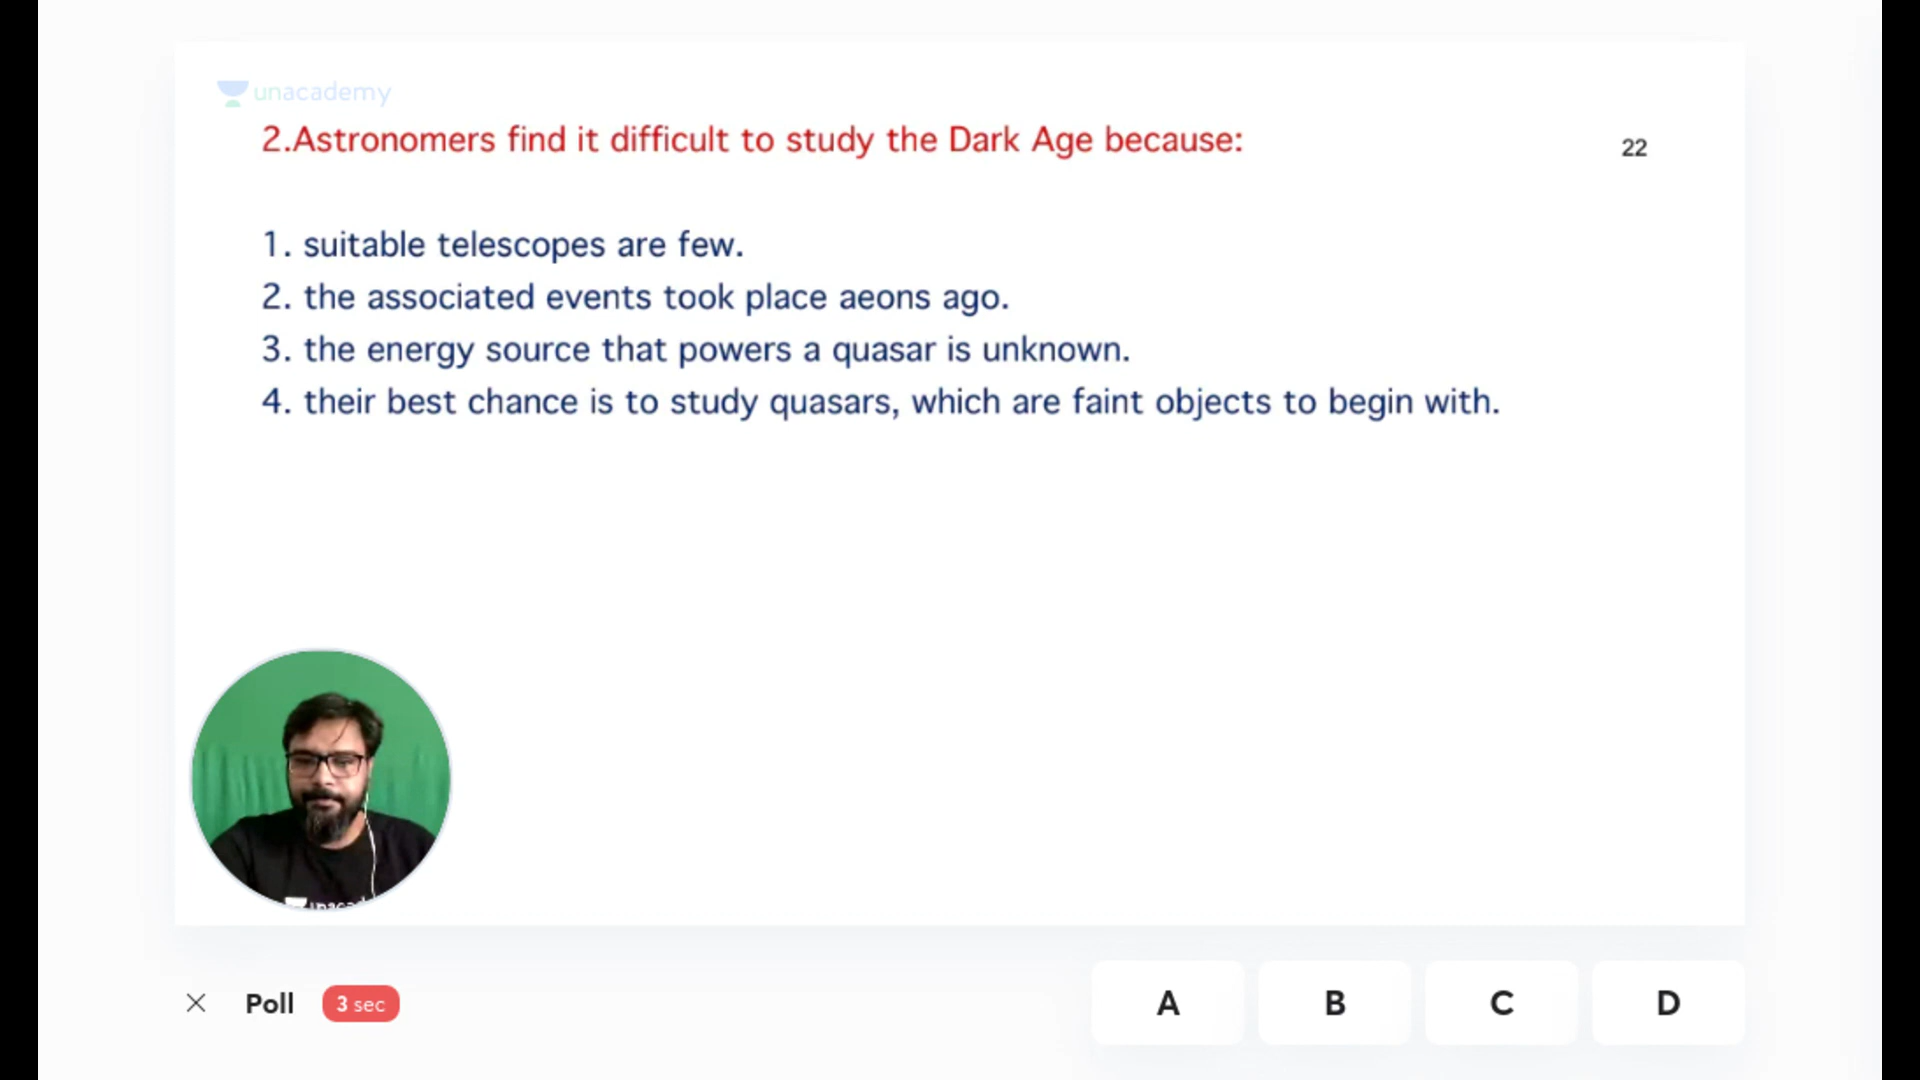 unacademy
2.Astronomers find it difficult to study the Dark Age because:
22
1. suitable telescopes are few.
2. the associated events took place aeons ago.
3. the energy source that powers a quasar is unknown.
4. their best chance is to study quasars, which are faint objects to begin with.
Poll
3 sec
A
B
C
D